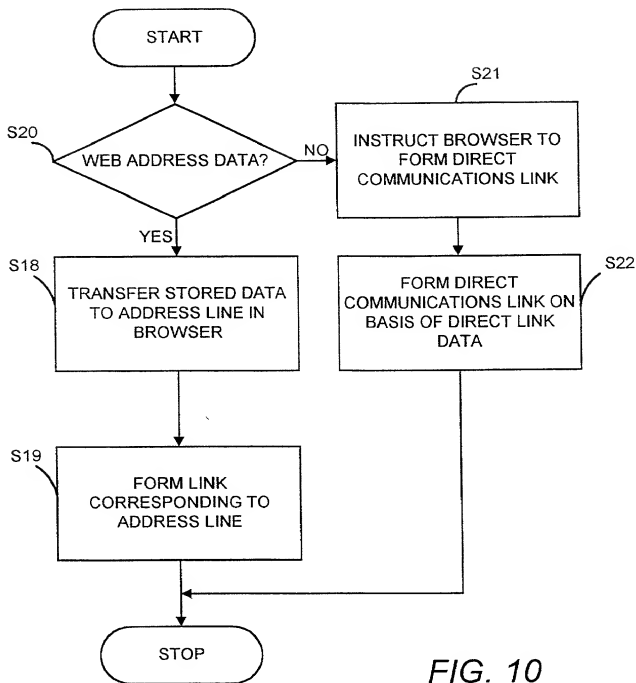 START
S20
WEB ADDRESS DATA?
NO
S21
INSTRUCT BROWSER TO
FORM DIRECT
COMMUNICATIONS LINK
YES
S18
TRANSFER STORED DATA
TO ADDRESS LINE IN
BROWSER
S22
FORM DIRECT
COMMUNICATIONS LINK ON
BASIS OF DIRECT LINK
DATA
S19
FORM LINK
CORRESPONDING TO
ADDRESS LINE
STOP
FIG. 10